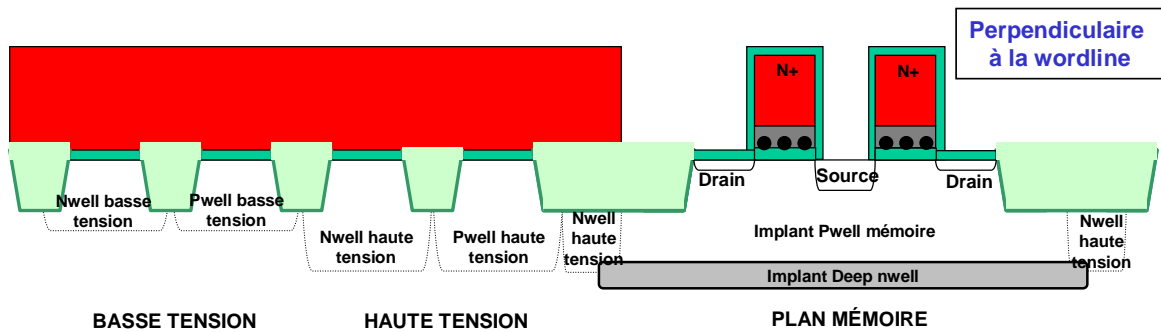 Perpendiculaire
à la wordline
N+
N+
Drain
Source
Drain
Nwell basse
tension
Pwell basse
tension
Nwell haute
tension
Pwell haute
tension
Nwell
haute
tension
Implant Pwell mémoire
Nwell
haute
tension
Implant Deep nwell
BASSE TENSION
HAUTE TENSION
PLAN MÉMOIRE